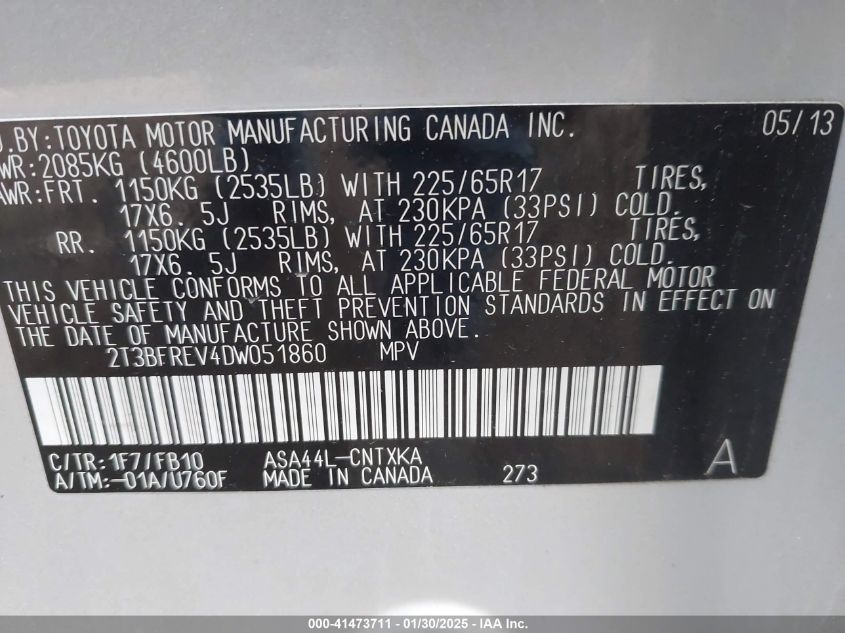 BY:TOYOTA MOTOR MANUFACTURING CANADA INC. 05/13
WR:2085KG (4600LB)
AWR:FRT. 1150KG (2535LB) WITH 225/65R17 TIRES,
17X6. 5J RIMS, AT 230KPA (33PSI) COLD.
RR. 1150KG (2535LB) WITH 225/65R17 TIRES,
17X6. 5J RIMS, AT 230KPA (33PSI) COLD.
THIS VEHICLE CONFORMS TO ALL APPLICABLE FEDERAL MOTOR
VEHICLE SAFETY AND THEFT PREVENTION STANDARDS IN EFFECT ON
THE DATE OF MANUFACTURE SHOWN ABOVE.
2T3BFREV4DW051860 MPV
C/TR:1F7/FB10 ASA44L-CNTXKA A
A/TM:-01A/U760F MADE IN CANADA 273
000-41473711 - 01/30/2025 - IAA Inc.